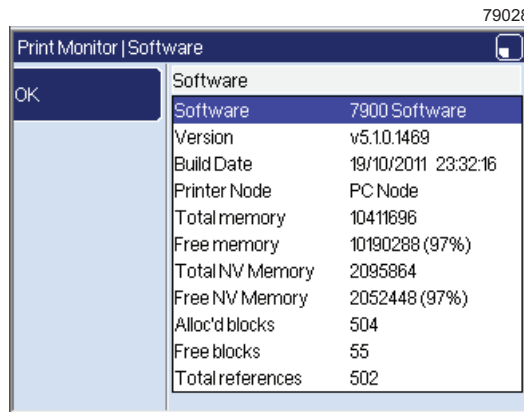 79028
Print Monitor | Software
OK
Software
Software 7900 Software
Version v5.1.0.1469
Build Date 19/10/2011 23:32:16
Printer Node PC Node
Total memory 10411696
Free memory 10190288 (97%)
Total NV Memory 2095864
Free NV Memory 2052448 (97%)
Alloc'd blocks 504
Free blocks 55
Total references 502